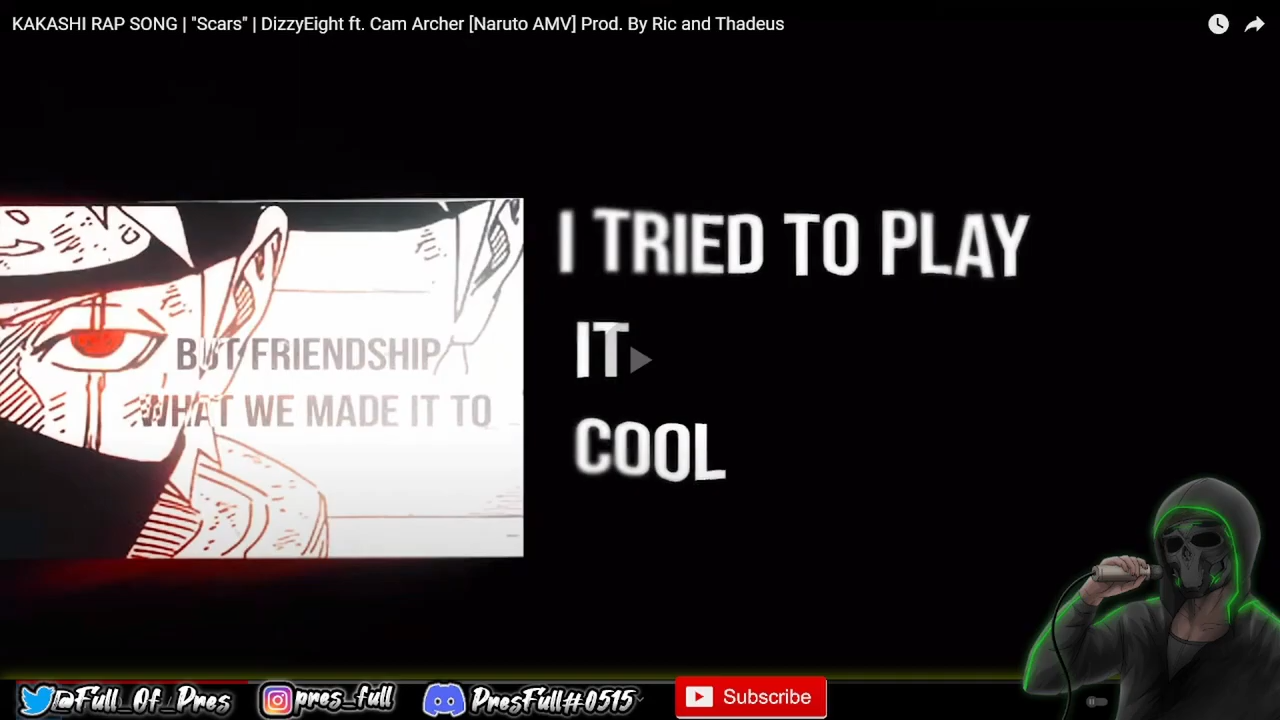 KAKASHI RAP SONG | "Scars" | DizzyEight ft. Cam Archer [Naruto AMV] Prod. By Ric and Thadeus
I TRIED TO PLAY
IT
COOL
BUT FRIENDSHIP
WHAT WE MADE IT TO
@Full_Of_Pres
pres_full
PresFull#0515
Subscribe